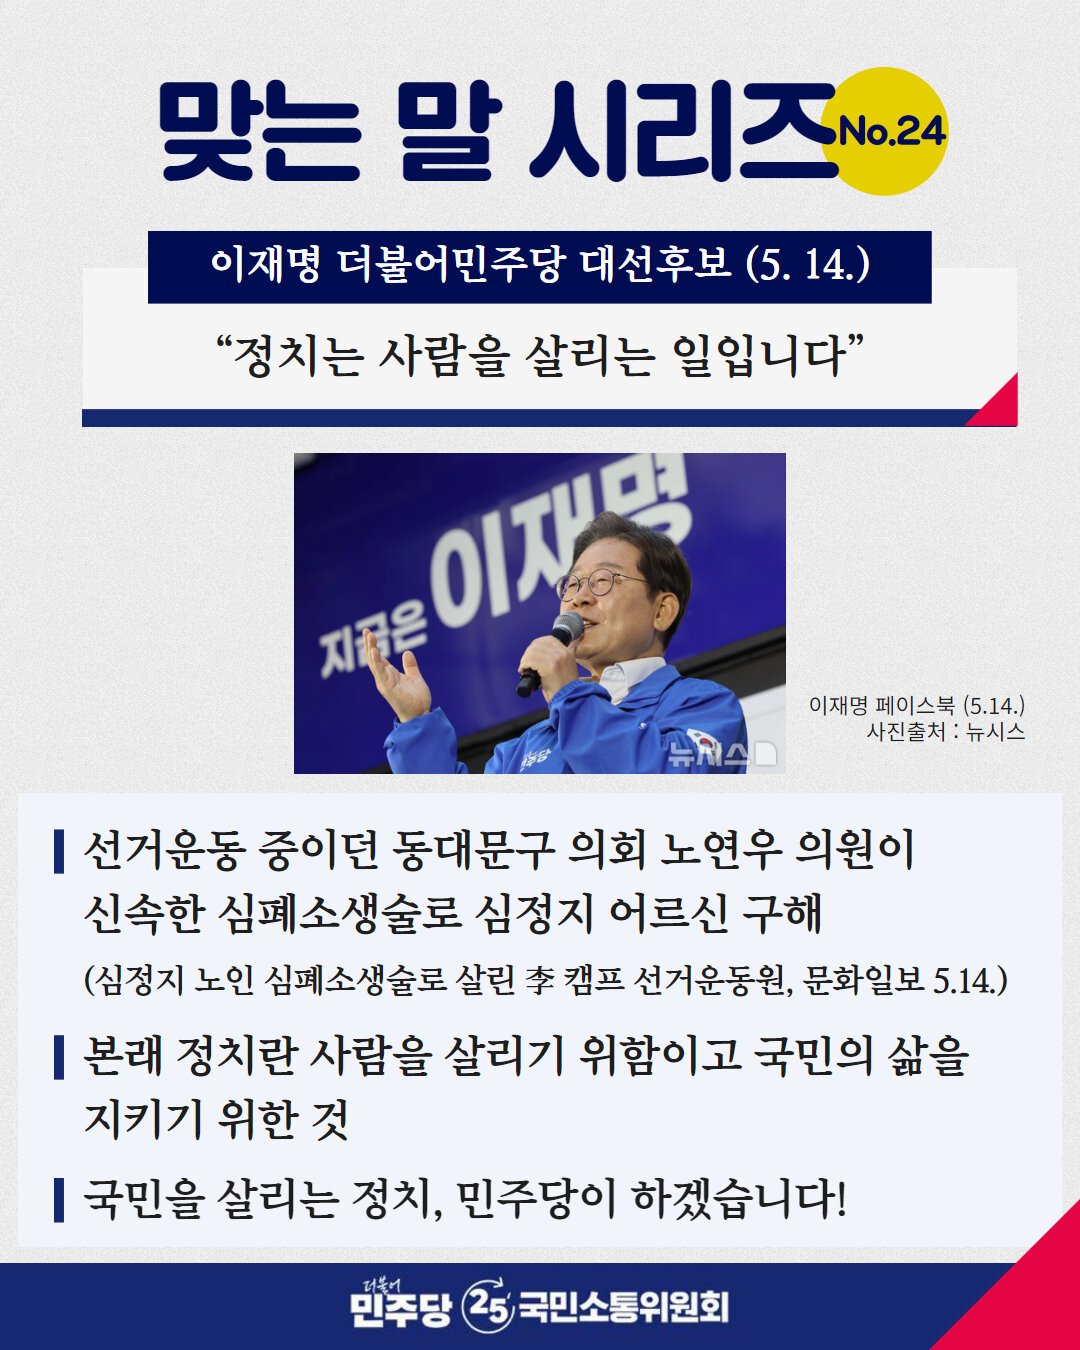 맞는 말 시리즈 No.24
이재명 더불어민주당 대선후보 (5. 14.)
“정치는 사람을 살리는 일입니다”
지금은 이재명
민주당
뉴시스
이재명 페이스북 (5.14.)
사진출처 : 뉴시스
선거운동 중이던 동대문구 의회 노연우 의원이
신속한 심폐소생술로 심정지 어르신 구해
(심정지 노인 심폐소생술로 살린 李 캠프 선거운동원, 문화일보 5.14.)
본래 정치란 사람을 살리기 위함이고 국민의 삶을
지키기 위한 것
국민을 살리는 정치, 민주당이 하겠습니다!
더불어
민주당 25 국민소통위원회